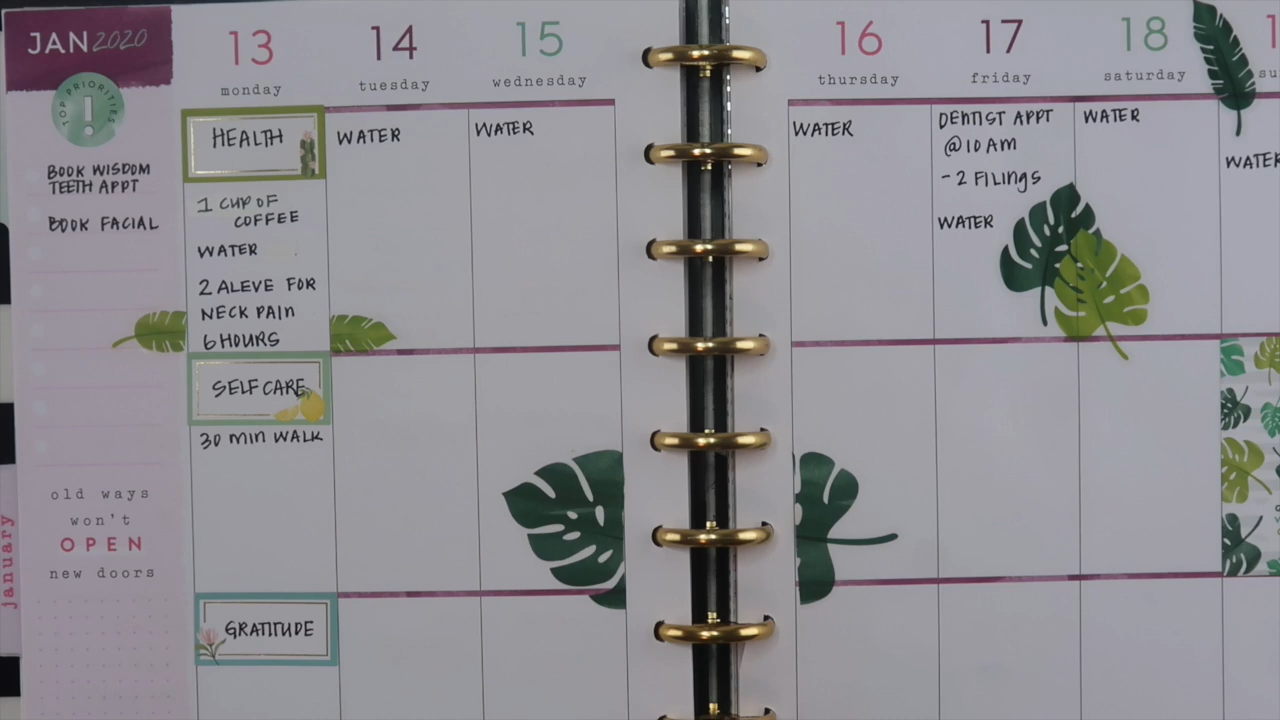 JAN 2020
TOP PRIORITIES
!
BOOK WISDOM
TEETH APPT
BOOK FACIAL
old ways
won't
OPEN
new doors
january
13
monday
HEALTH
1 CUP OF
COFFEE
WATER
2 ALEVE FOR
NECK PAIN
6 HOURS
SELF CARE
30 MIN WALK
GRATITUDE
14
tuesday
WATER
15
wednesday
WATER
16
thursday
WATER
17
friday
DENTIST APPT
@10 AM
- 2 FILINGS
WATER
18
saturday
WATER
1
su
WATER